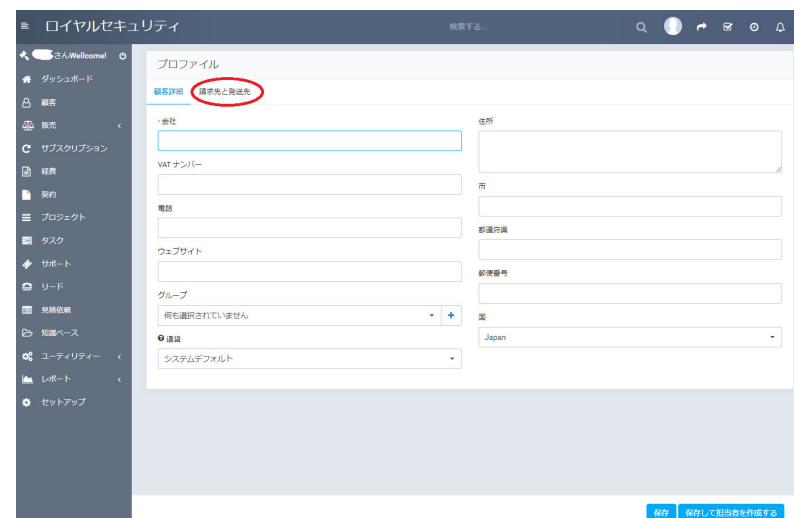 ロイヤルセキュリティ
検索する...
さんWellcome!
ダッシュボード
顧客
販売
サブスクリプション
経費
契約
プロジェクト
タスク
サポート
リード
見積依頼
知識ベース
ユーティリティー
レポート
セットアップ
プロファイル
顧客詳細 請求先と発送先
* 会社
VAT ナンバー
電話
ウェブサイト
グループ
何も選択されていません
+
通貨
システムデフォルト
住所
市
都道府県
郵便番号
国
Japan
保存 保存して担当者を作成する